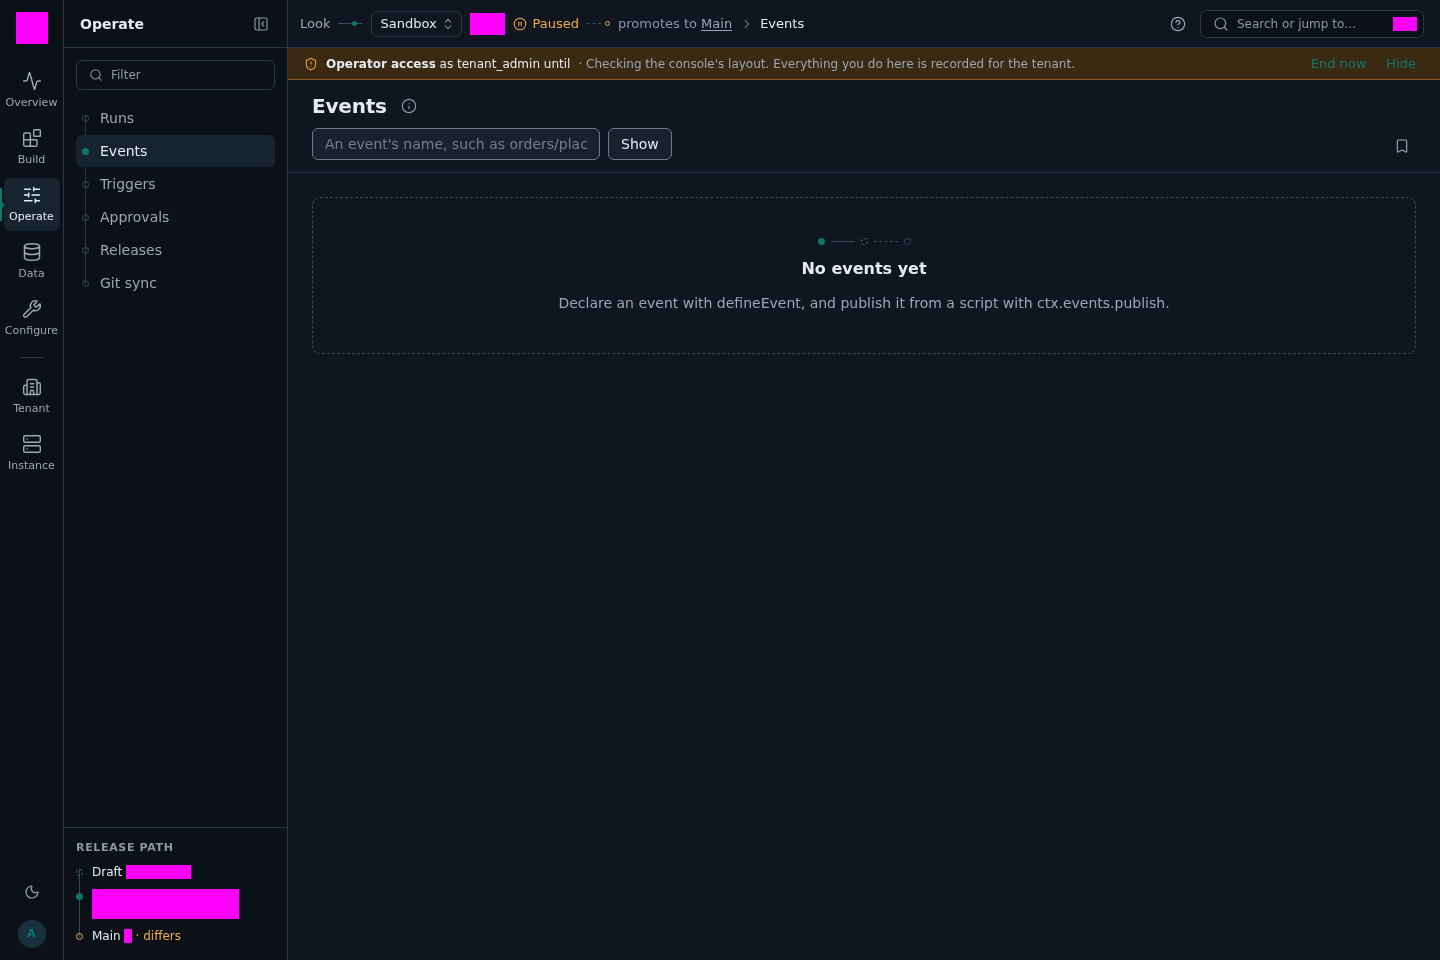 Operate
Look
Sandbox
Paused
promotes to Main
Events
Search or jump to...
Operator access as tenant_admin until · Checking the console's layout. Everything you do here is recorded for the tenant.
End now
Hide
Overview
Build
Operate
Data
Configure
Tenant
Instance
A
Filter
Runs
Events
Triggers
Approvals
Releases
Git sync
RELEASE PATH
Draft
Main · differs
Events
An event's name, such as orders/plac
Show
No events yet
Declare an event with defineEvent, and publish it from a script with ctx.events.publish.